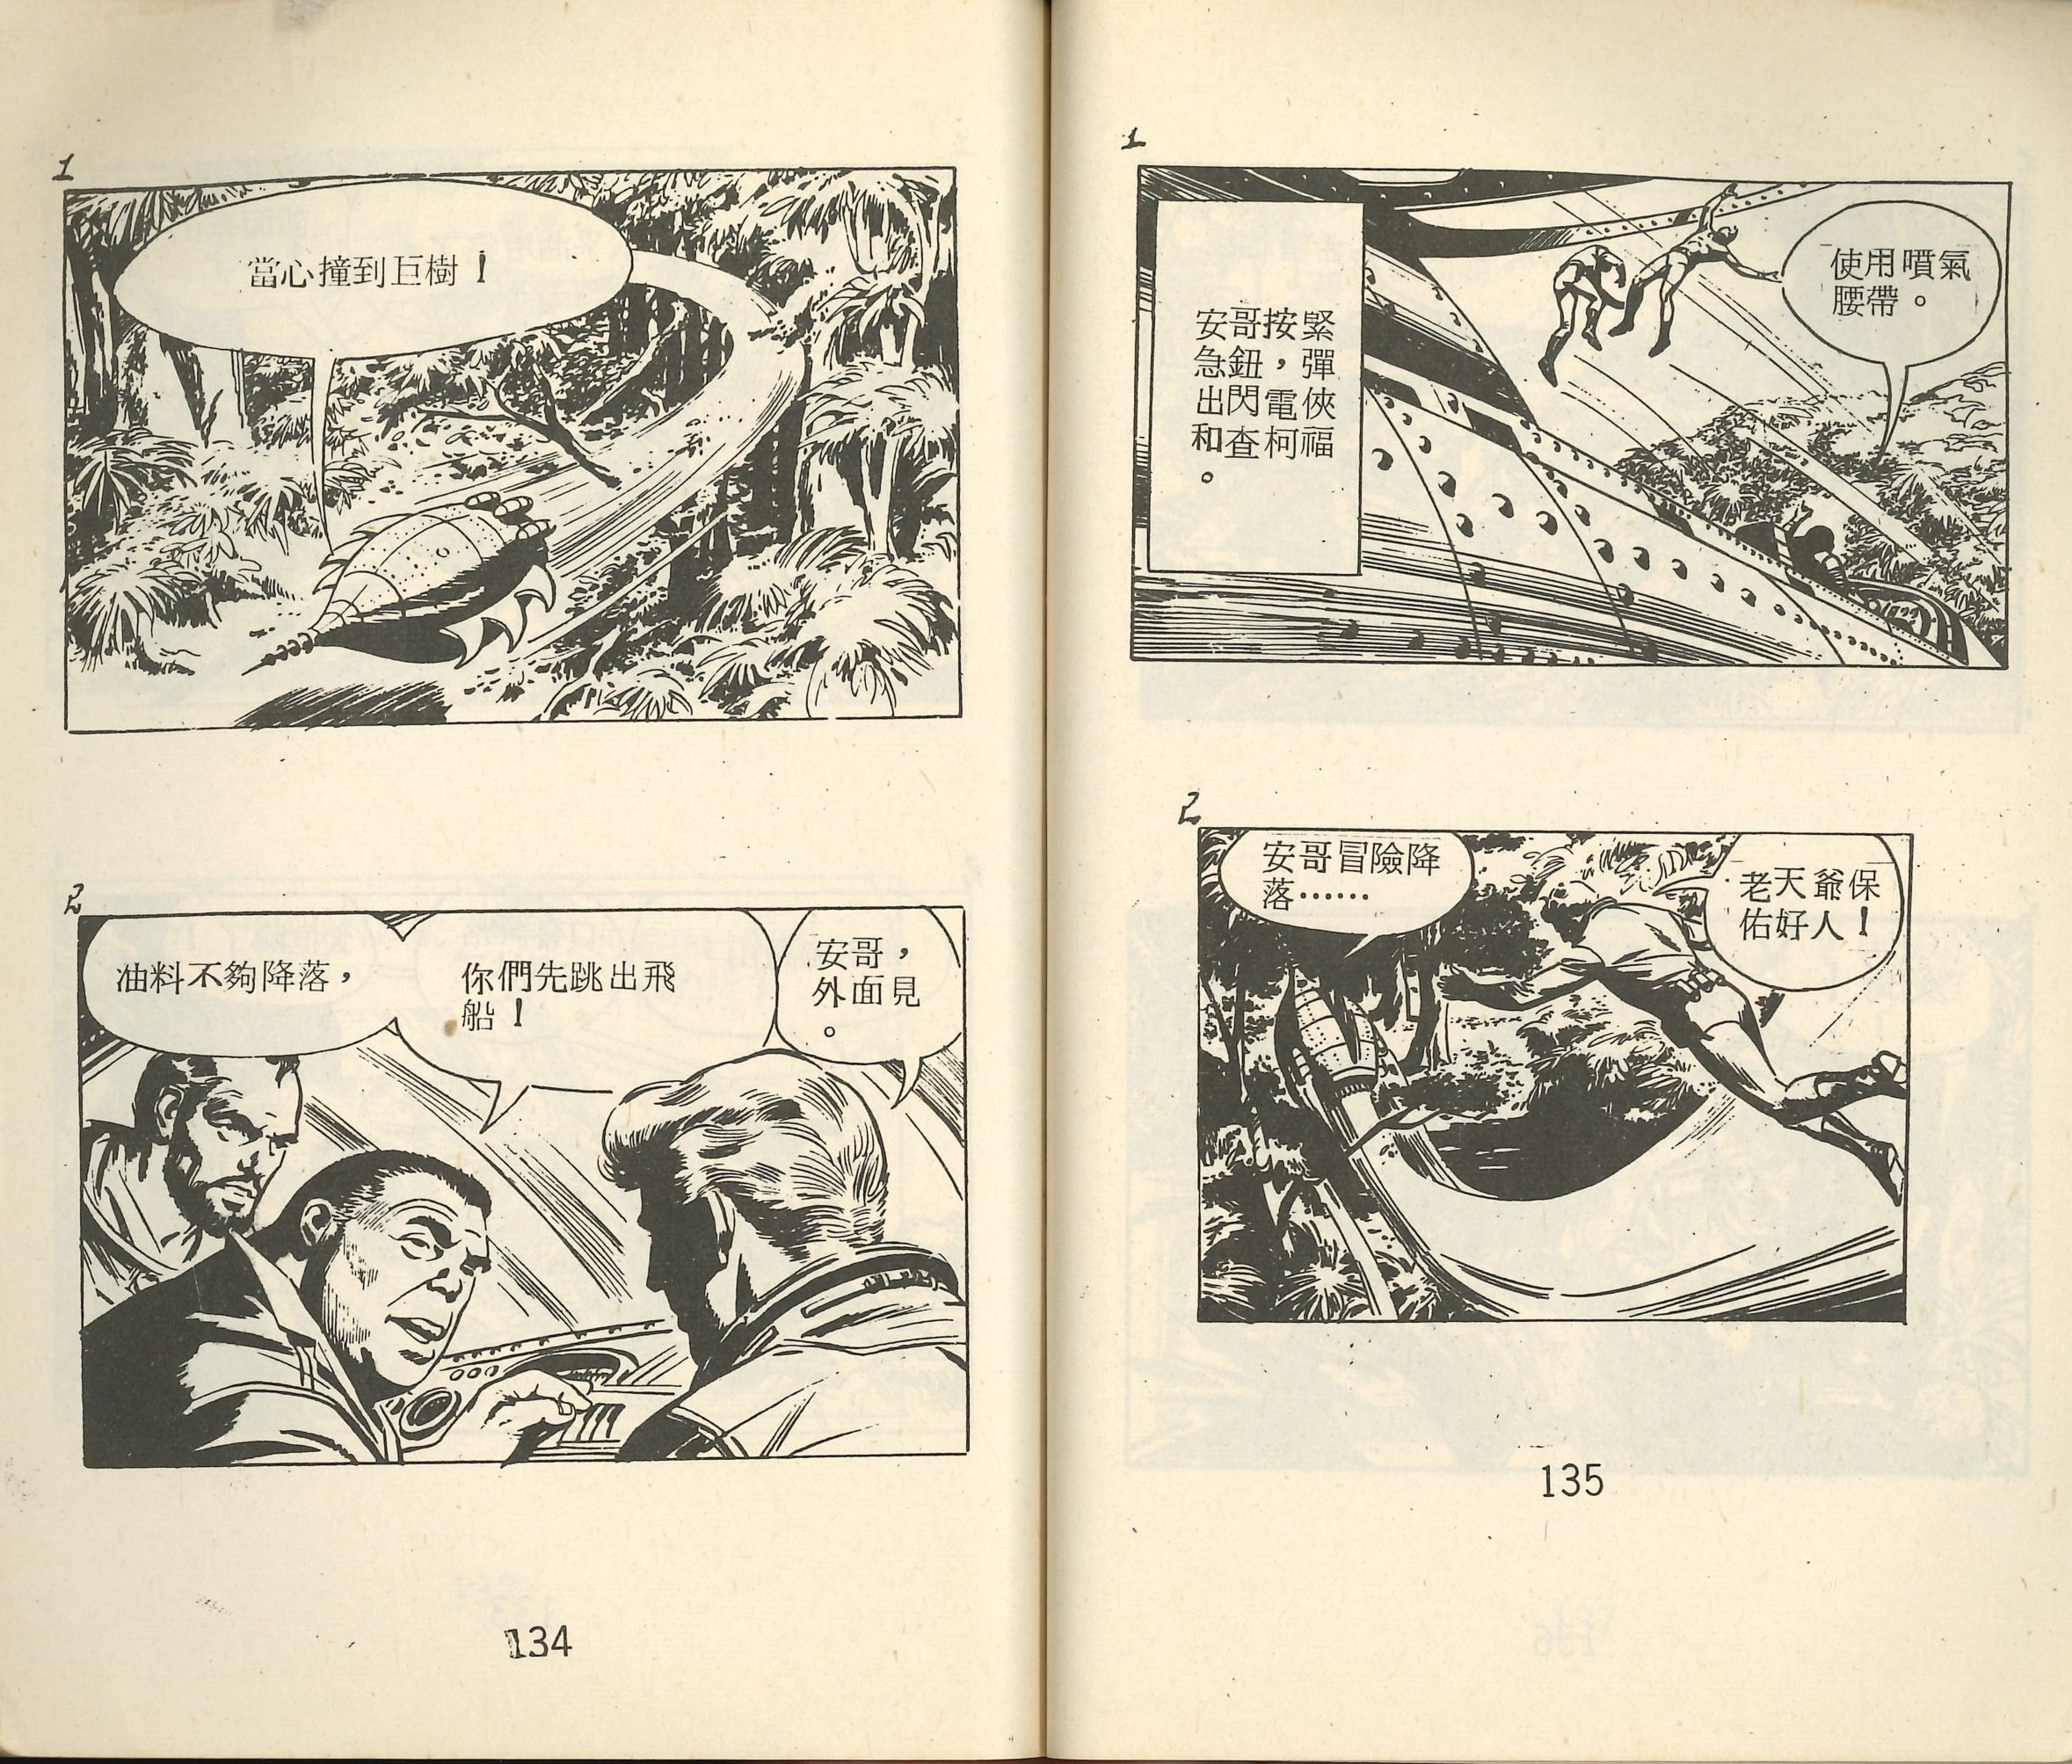 1
當心撞到巨樹！
2
油料不夠降落，
你們先跳出飛
船！
安哥，
外面見
。
134
1
安哥按緊
急鈕，彈
出閃電俠
和查柯福
。
使用噴氣
腰帶。
2
安哥冒險降
落……
老天爺保
佑好人！
135